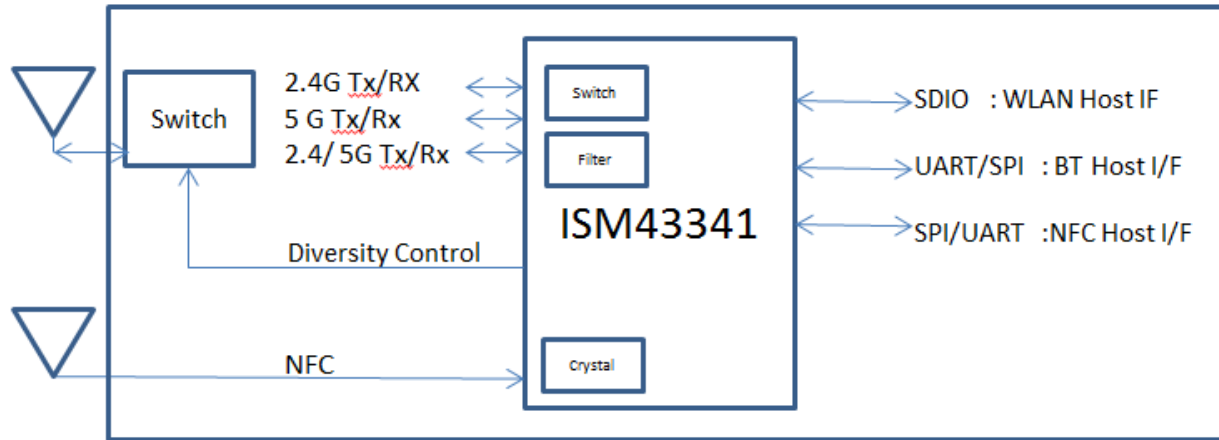 Switch
2.4G Tx/RX
5 G Tx/Rx
2.4/ 5G Tx/Rx
Diversity Control
NFC
Switch
Filter
ISM43341
Crystal
SDIO : WLAN Host IF
UART/SPI : BT Host I/F
SPI/UART :NFC Host I/F